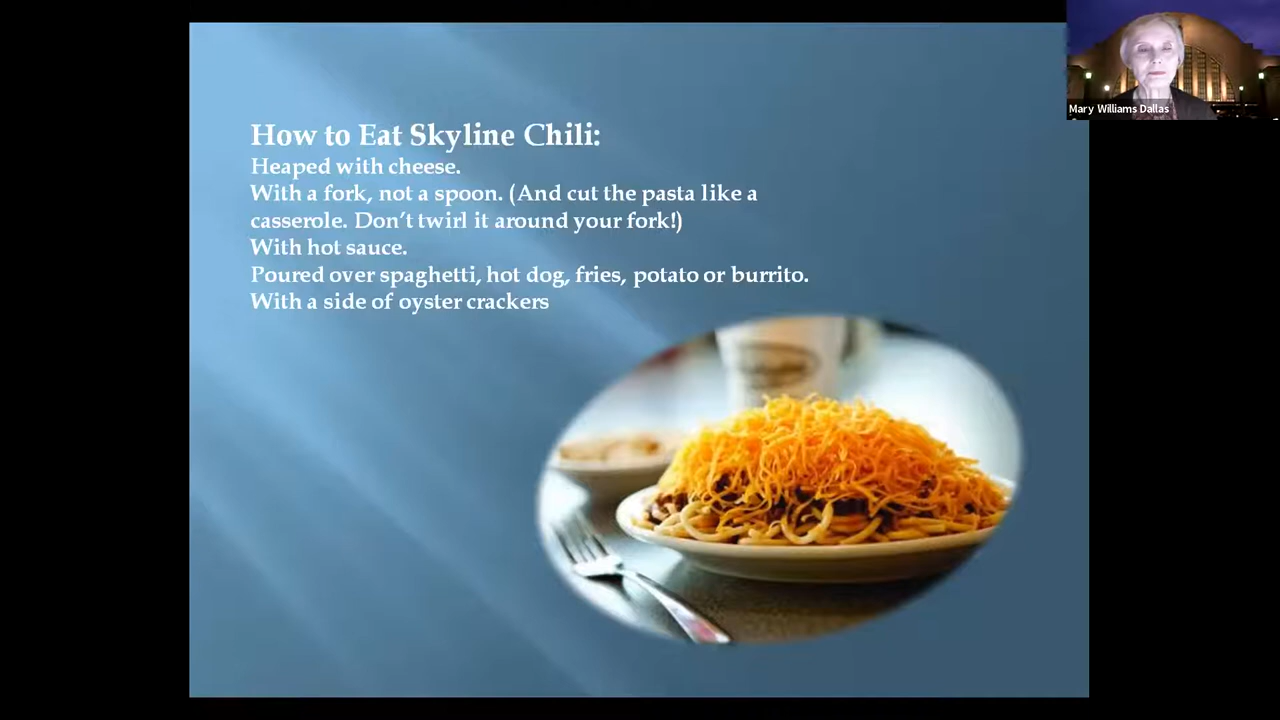 How to Eat Skyline Chili:
Heaped with cheese.
With a fork, not a spoon. (And cut the pasta like a
casserole. Don’t twirl it around your fork!)
With hot sauce.
Poured over spaghetti, hot dog, fries, potato or burrito.
With a side of oyster crackers
Mary Williams Dallas